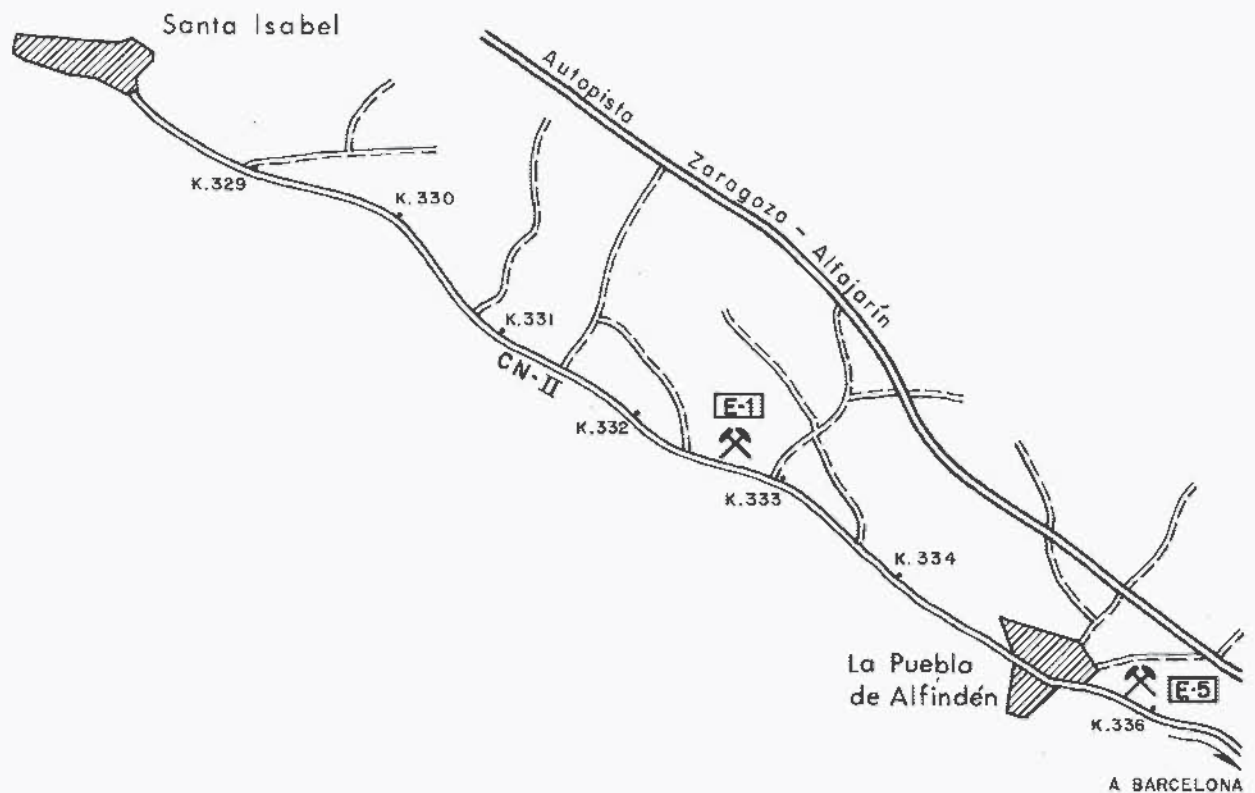 Santa Isabel
Autopista Zaragoza - Alfajarín
K.329
K.330
K.331
CN-II
K.332
E-1
K.333
K.334
La Puebla
de Alfindén
E-5
K.336
A BARCELONA